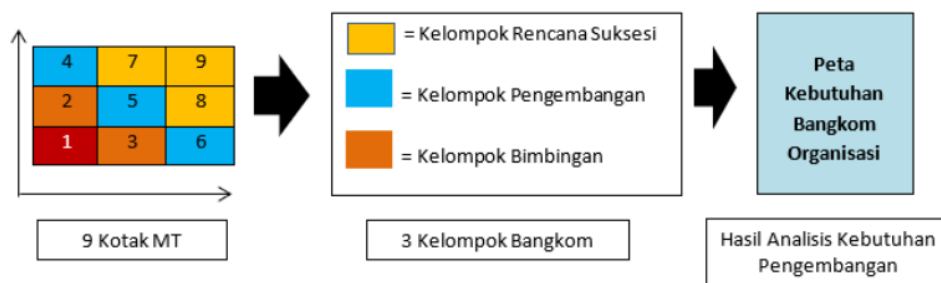 4 7 9
2 5 8
1 3 6
9 Kotak MT
= Kelompok Rencana Suksesi
= Kelompok Pengembangan
= Kelompok Bimbingan
3 Kelompok Bangkom
Peta
Kebutuhan
Bangkom
Organisasi
Hasil Analisis Kebutuhan
Pengembangan